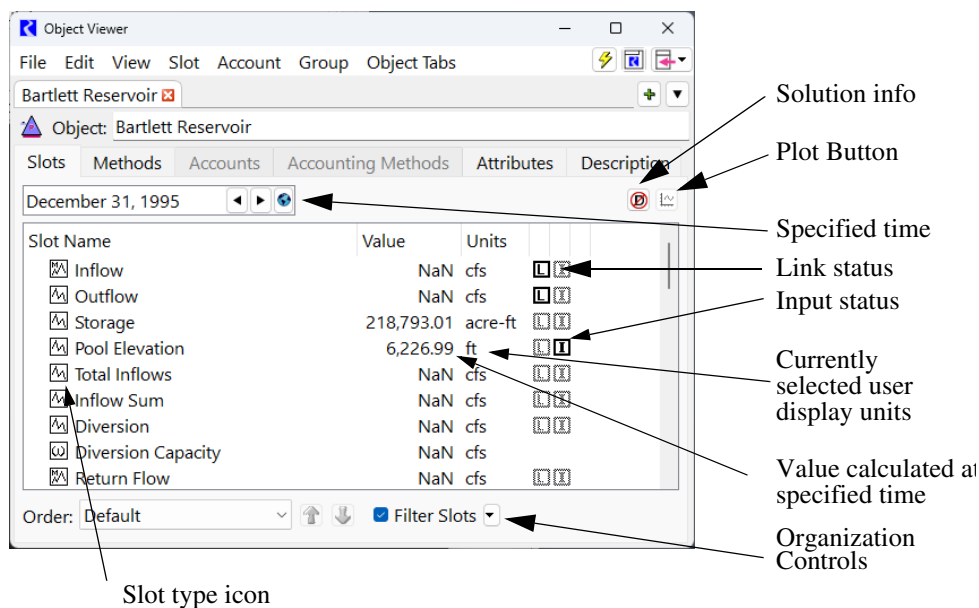 Object Viewer
File Edit View Slot Account Group Object Tabs
Bartlett Reservoir
Object: Bartlett Reservoir
Slots Methods Accounts Accounting Methods Attributes Description
December 31, 1995
Slot Name Value Units
Inflow NaN cfs L I
Outflow NaN cfs L I
Storage 218,793.01 acre-ft L I
Pool Elevation 6,226.99 ft L I
Total Inflows NaN cfs L I
Inflow Sum NaN cfs L I
Diversion NaN cfs L I
Diversion Capacity NaN cfs
Return Flow NaN cfs L I
Order: Default Filter Slots
Solution info
Plot Button
Specified time
Link status
Input status
Currently
selected user
display units
Value calculated at
specified time
Organization
Controls
Slot type icon